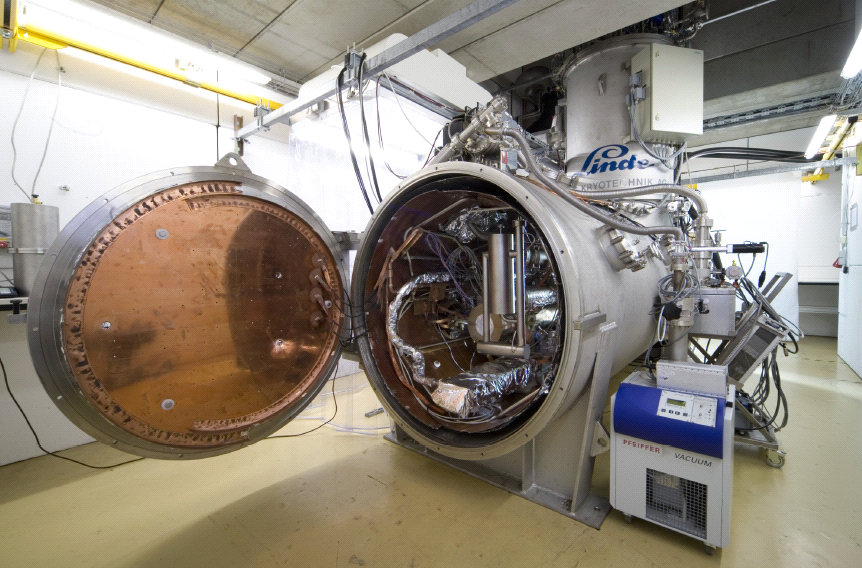 Linde
KRYOTECHNIK AG
PFEIFFER VACUUM